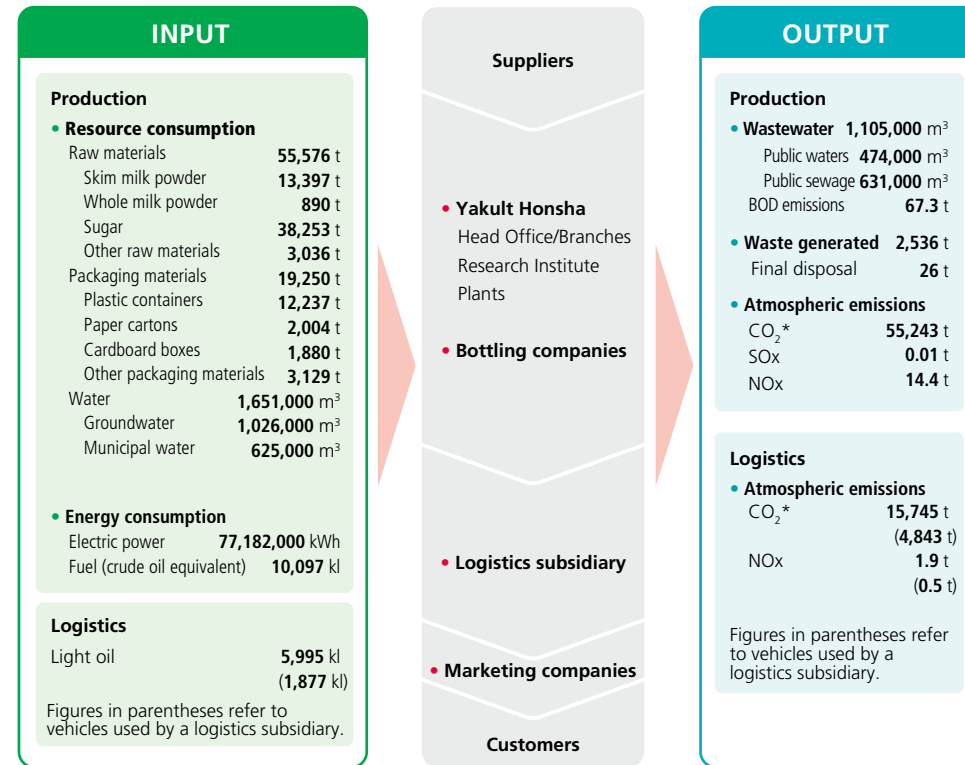 INPUT
Production
• Resource consumption
Raw materials 55,576 t
Skim milk powder 13,397 t
Whole milk powder 890 t
Sugar 38,253 t
Other raw materials 3,036 t
Packaging materials 19,250 t
Plastic containers 12,237 t
Paper cartons 2,004 t
Cardboard boxes 1,880 t
Other packaging materials 3,129 t
Water 1,651,000 m³
Groundwater 1,026,000 m³
Municipal water 625,000 m³
• Energy consumption
Electric power 77,182,000 kWh
Fuel (crude oil equivalent) 10,097 kl
Logistics
Light oil 5,995 kl
(1,877 kl)
Figures in parentheses refer to
vehicles used by a logistics subsidiary.
Suppliers
• Yakult Honsha
Head Office/Branches
Research Institute
Plants
• Bottling companies
• Logistics subsidiary
• Marketing companies
Customers
OUTPUT
Production
• Wastewater 1,105,000 m³
Public waters 474,000 m³
Public sewage 631,000 m³
BOD emissions 67.3 t
• Waste generated 2,536 t
Final disposal 26 t
• Atmospheric emissions
CO₂* 55,243 t
SOx 0.01 t
NOx 14.4 t
Logistics
• Atmospheric emissions
CO₂* 15,745 t
(4,843 t)
NOx 1.9 t
(0.5 t)
Figures in parentheses refer
to vehicles used by a
logistics subsidiary.